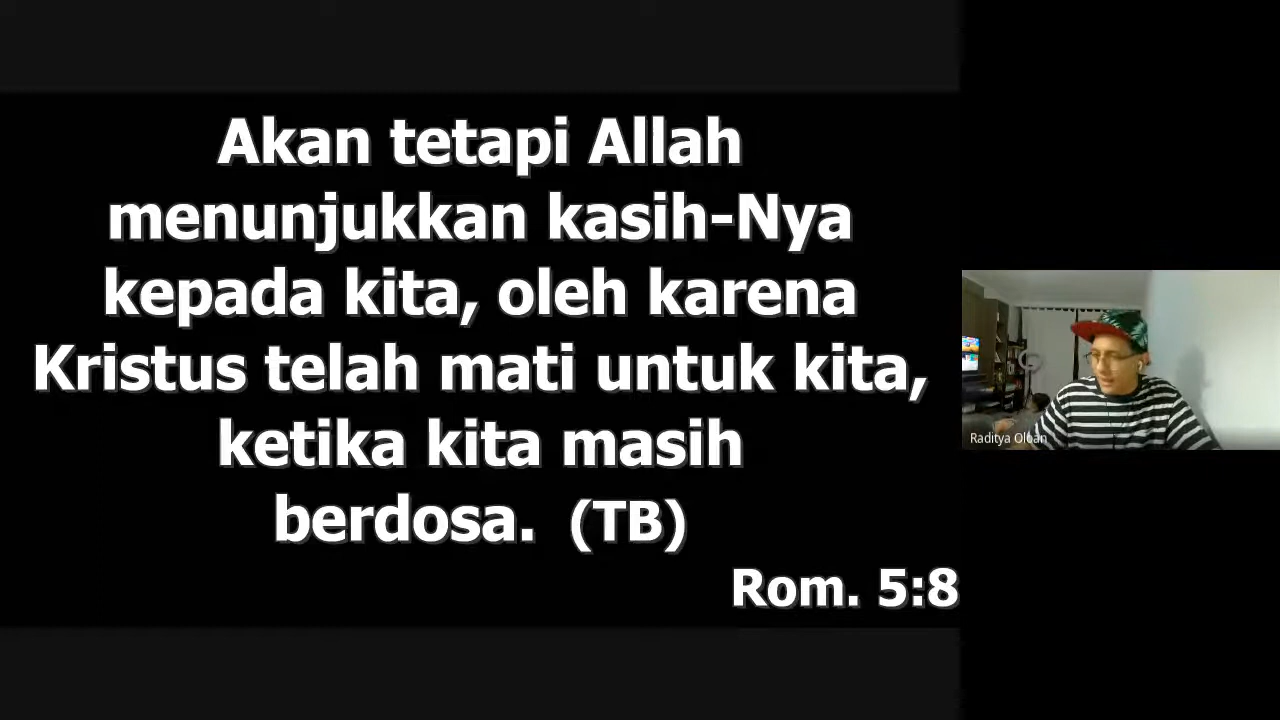 Akan tetapi Allah
menunjukkan kasih-Nya
kepada kita, oleh karena
Kristus telah mati untuk kita,
ketika kita masih
berdosa. (TB)
Rom. 5:8
Raditya Oloan